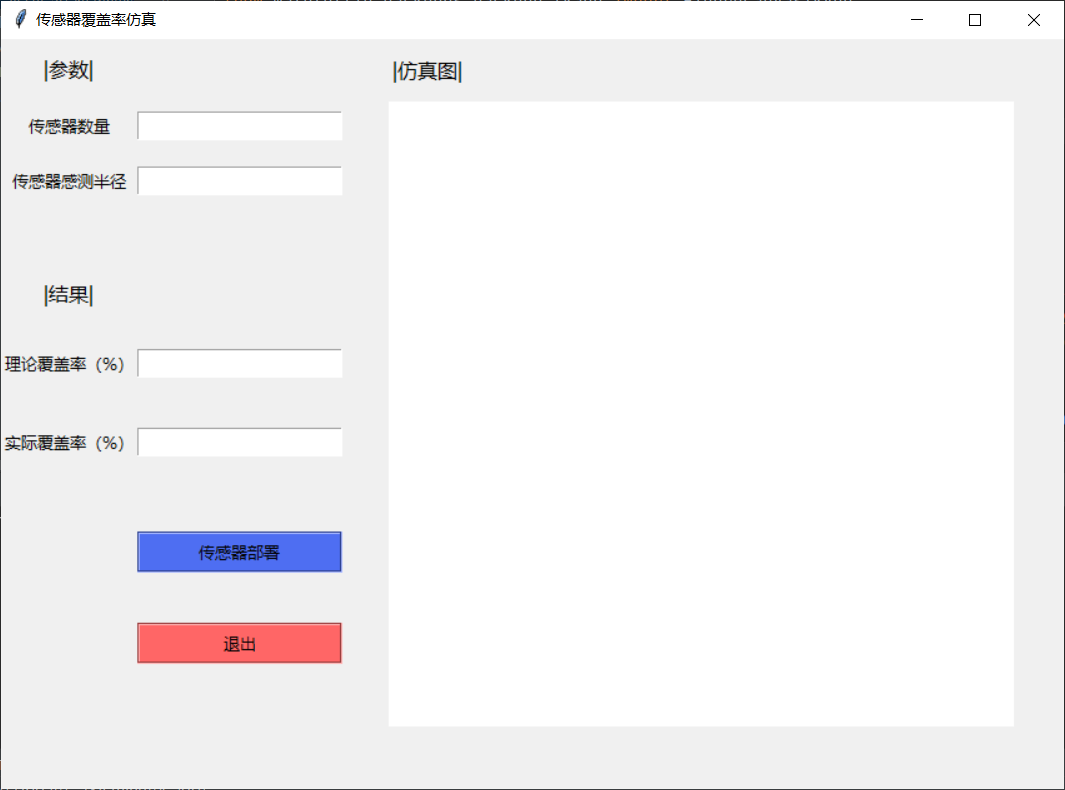 传感器覆盖率仿真
|参数|
|仿真图|
传感器数量
传感器感测半径
|结果|
理论覆盖率（%）
实际覆盖率（%）
传感器部署
退出